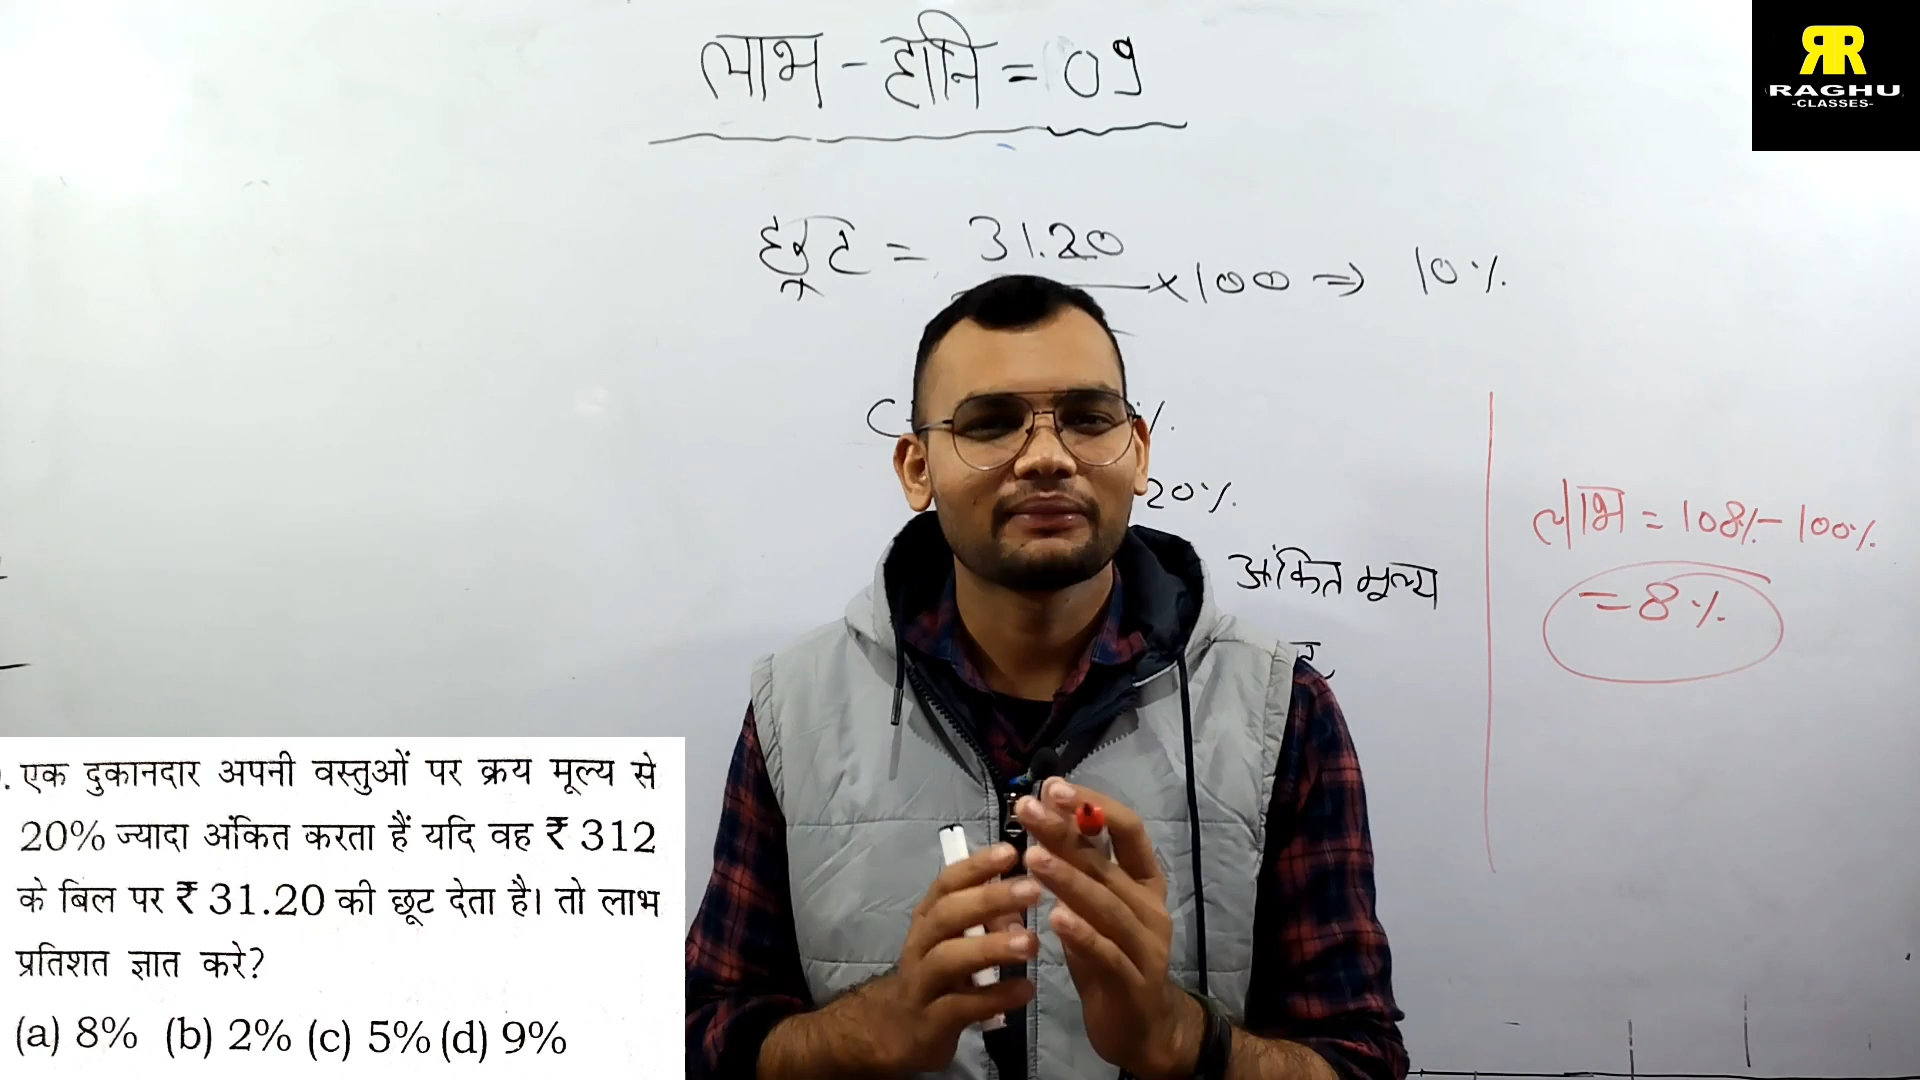 लाभ - हानि = 09
RR
RAGHU
-CLASSES-
छूट = 31.20 × 100 ⇒ 10%
20%
अंकित मूल्य
लाभ = 108% - 100%
= 8%
. एक दुकानदार अपनी वस्तुओं पर क्रय मूल्य से
20% ज्यादा अंकित करता हैं यदि वह ₹ 312
के बिल पर ₹ 31.20 की छूट देता है। तो लाभ
प्रतिशत ज्ञात करे?
(a) 8% (b) 2% (c) 5% (d) 9%